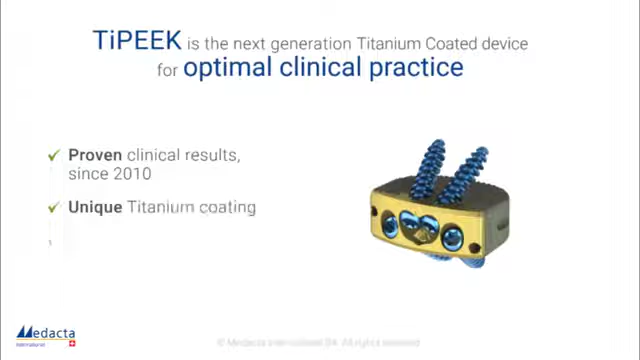 TiPEEK is the next generation Titanium Coated device
for optimal clinical practice
✓ Proven clinical results,
since 2010
✓ Unique Titanium coating
Medacta
International
© Medacta International SA. All rights reserved